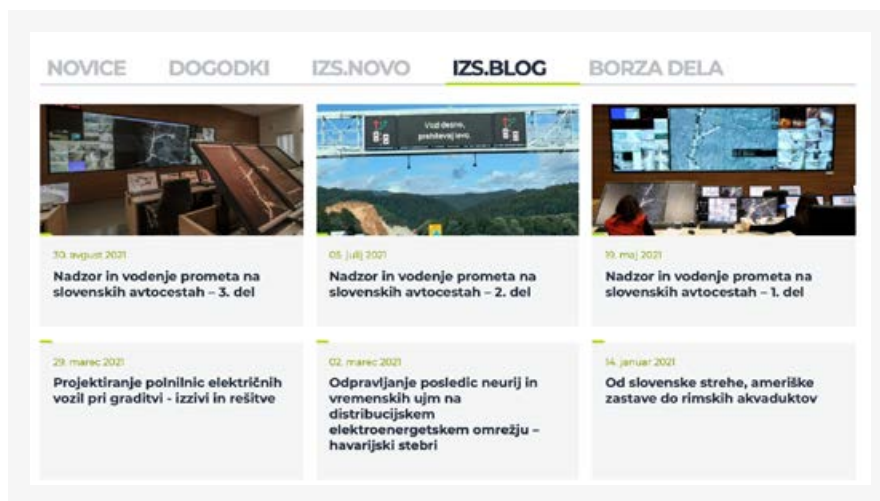 NOVICE DOGODKI IZS.NOVO IZS.BLOG BORZA DELA
Vozi desno,
prehitevaj levo.
30. avgust 2021
Nadzor in vodenje prometa na
slovenskih avtocestah – 3. del
05. julij 2021
Nadzor in vodenje prometa na
slovenskih avtocestah – 2. del
19. maj 2021
Nadzor in vodenje prometa na
slovenskih avtocestah – 1. del
29. marec 2021
Projektiranje polnilnic električnih
vozil pri graditvi - izzivi in rešitve
02. marec 2021
Odpravljanje posledic neurij in
vremenskih ujm na
distribucijskem
elektroenergetskem omrežju –
havarijski stebri
14. januar 2021
Od slovenske strehe, ameriške
zastave do rimskih akvaduktov